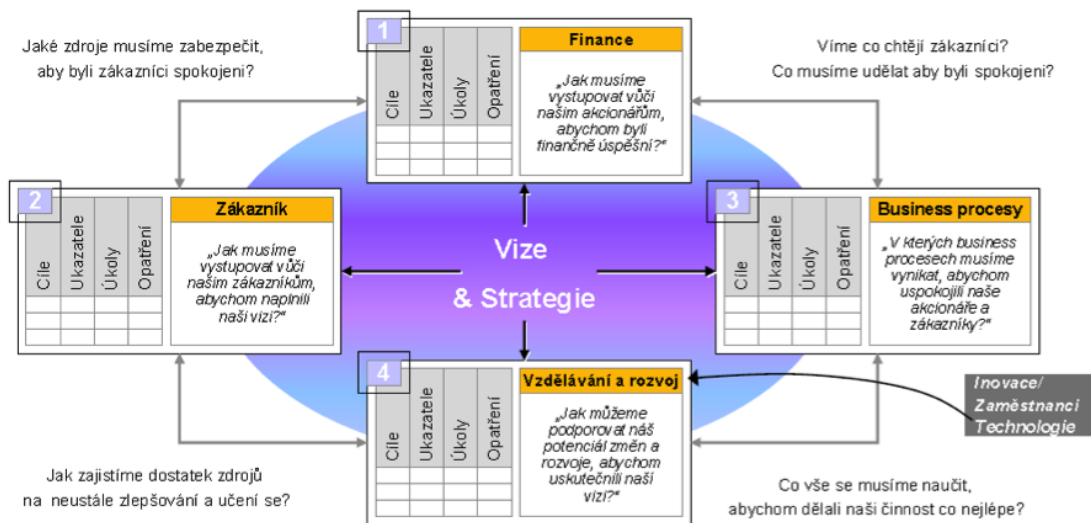 Jaké zdroje musíme zabezpečit,
aby byli zákazníci spokojeni?
1
Cíle
Ukazatele
Úkoly
Opatření
Finance
„Jak musíme
vystupovat vůči
našim akcionářům,
abychom byli
finančně úspěšní?“
Víme co chtějí zákazníci?
Co musíme udělat aby byli spokojeni?
2
Cíle
Ukazatele
Úkoly
Opatření
Zákazník
„Jak musíme
vystupovat vůči
našim zákazníkům,
abychom naplnili
naši vizi?“
Vize
& Strategie
3
Cíle
Ukazatele
Úkoly
Opatření
Business procesy
„V kterých business
procesech musíme
vynikat, abychom
uspokojili naše
akcionáře a
zákazníky?“
4
Cíle
Ukazatele
Úkoly
Opatření
Vzdělávání a rozvoj
„Jak můžeme
podporovat náš
potenciál změn a
rozvoje, abychom
uskutečnili naši
vizi?“
Inovace/
Zaměstnanci
Technologie
Jak zajistíme dostatek zdrojů
na neustále zlepšování a učení se?
Co vše se musíme naučit,
abychom dělali naši činnost co nejlépe?